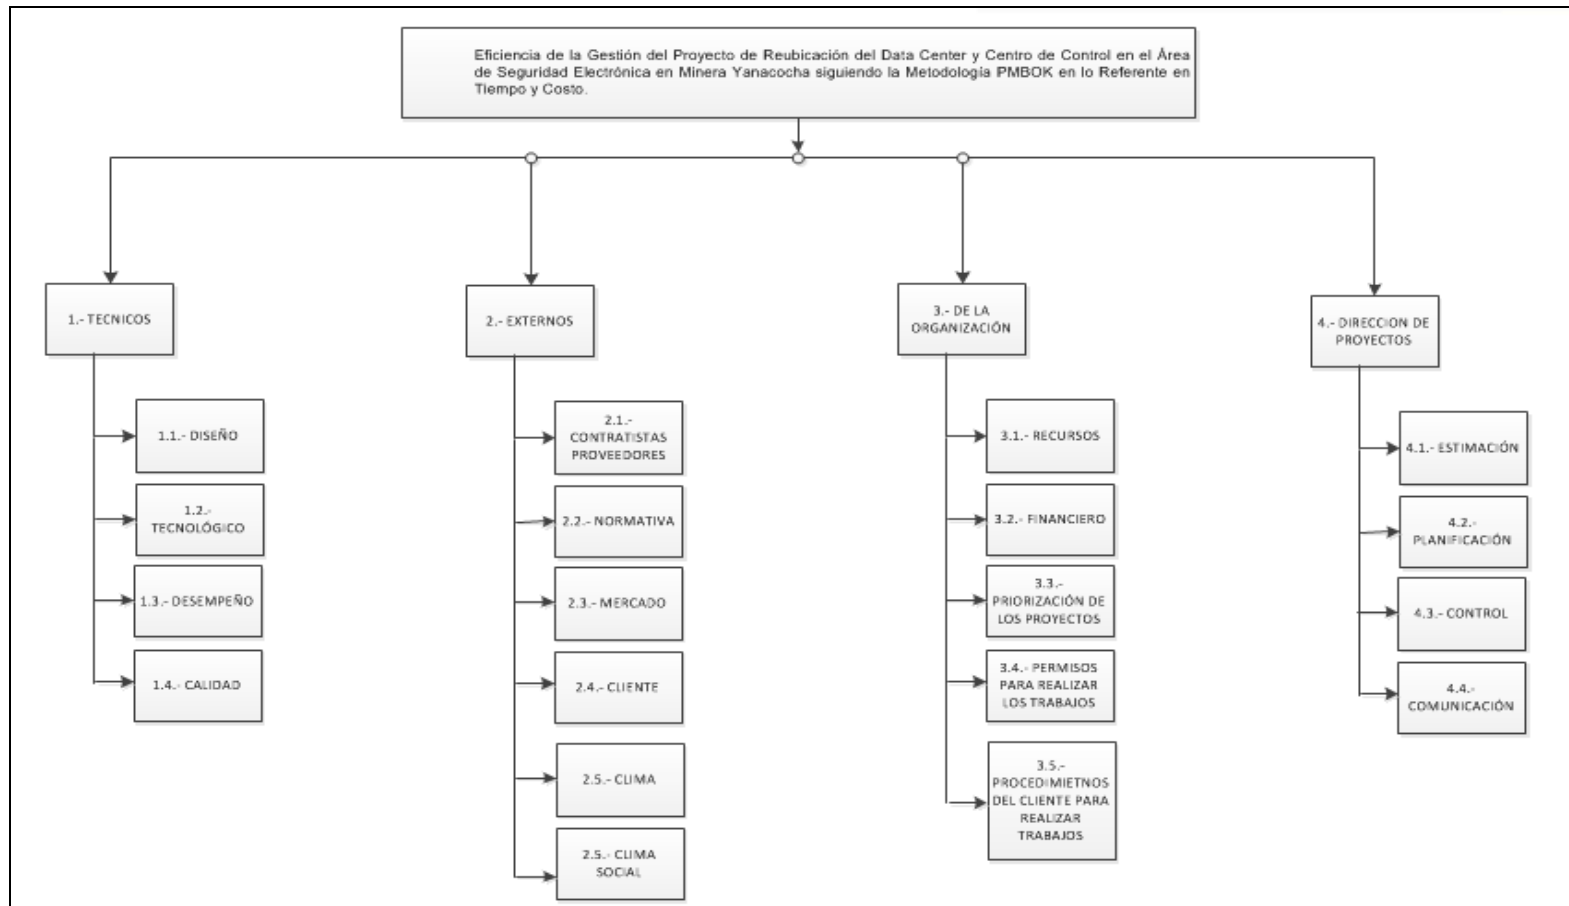 Eficiencia de la Gestión del Proyecto de Reubicación del Data Center y Centro de Control en el Área
de Seguridad Electrónica en Minera Yanacocha siguiendo la Metodología PMBOK en lo Referente en
Tiempo y Costo.
1.- TECNICOS
1.1.- DISEÑO
1.2.-
TECNOLÓGICO
1.3.- DESEMPEÑO
1.4.- CALIDAD
2.- EXTERNOS
2.1.-
CONTRATISTAS
PROVEEDORES
2.2.- NORMATIVA
2.3.- MERCADO
2.4.- CLIENTE
2.5.- CLIMA
2.5.- CLIMA
SOCIAL
3.- DE LA
ORGANIZACIÓN
3.1.- RECURSOS
3.2.- FINANCIERO
3.3.-
PRIORIZACIÓN DE
LOS PROYECTOS
3.4.- PERMISOS
PARA REALIZAR
LOS TRABAJOS
3.5.-
PROCEDIMIETNOS
DEL CLIENTE PARA
REALIZAR
TRABAJOS
4.- DIRECCION DE
PROYECTOS
4.1.- ESTIMACIÓN
4.2.-
PLANIFICACIÓN
4.3.- CONTROL
4.4.-
COMUNICACIÓN